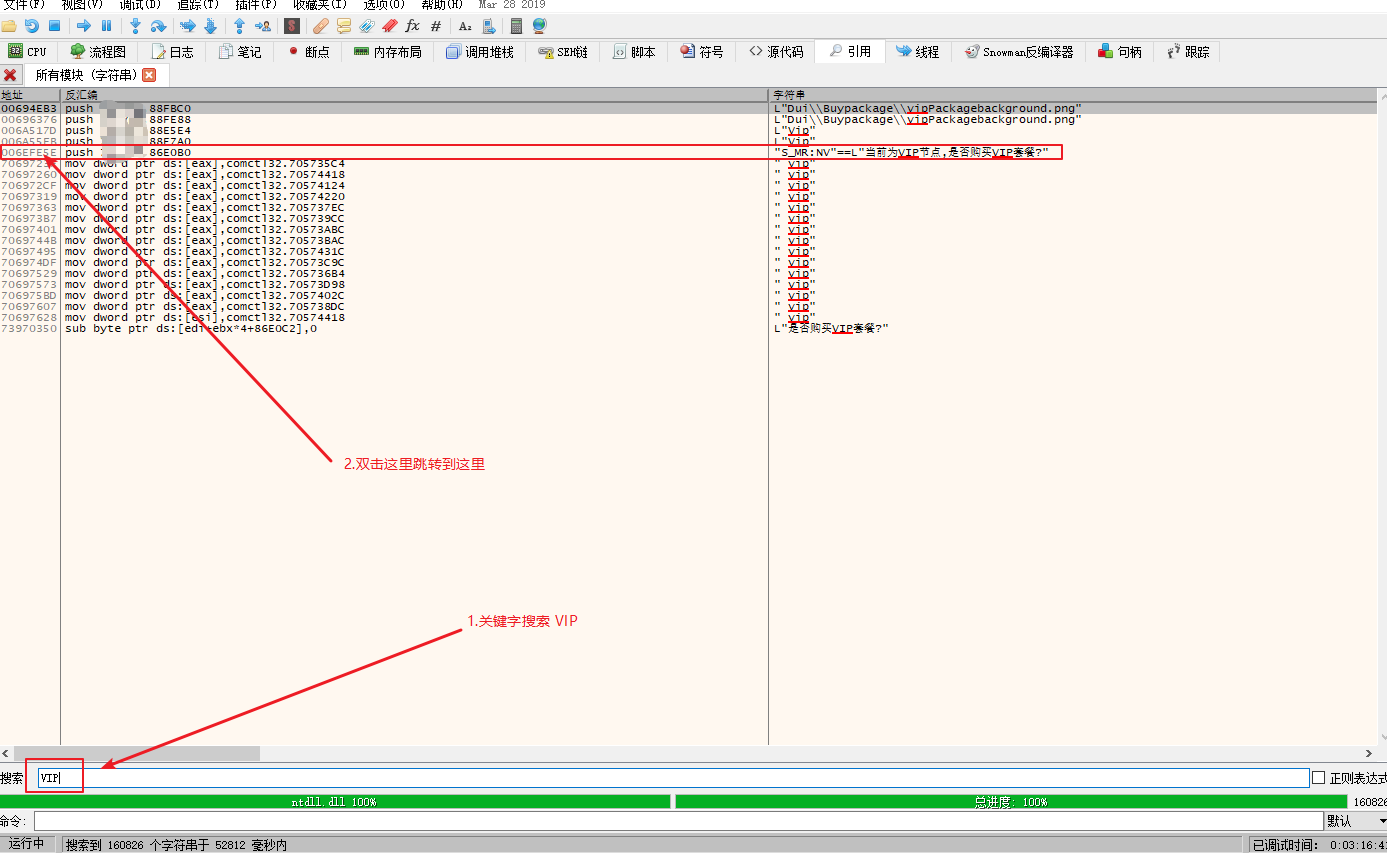 文件(F) 视图(V) 调试(D) 追踪(T) 插件(P) 收藏夹(I) 选项(O) 帮助(H) Mar 28 2019
CPU 流程图 日志 笔记 断点 内存布局 调用堆栈 SEH链 脚本 符号 源代码 引用 线程 Snowman反编译器 句柄 跟踪
所有模块 (字符串)
地址 反汇编 字符串
00694EB3 push 88FBC0 L"Dui\\Buypackage\\vipPackagebackground.png"
00696376 push 88FE88 L"Dui\\Buypackage\\vipPackagebackground.png"
006A517D push 88E5E4 L"Vip"
006A55EB push 88E7A0 L"Vip"
006EFE5E push 86E0B0 "S_MR:NV"==L"当前为VIP节点,是否购买VIP套餐?"
mov dword ptr ds:[eax],comctl32.705735C4 " vip"
70697260 mov dword ptr ds:[eax],comctl32.70574418 " vip"
706972CF mov dword ptr ds:[eax],comctl32.70574124 " vip"
70697319 mov dword ptr ds:[eax],comctl32.70574220 " vip"
70697363 mov dword ptr ds:[eax],comctl32.705737EC " vip"
706973B7 mov dword ptr ds:[eax],comctl32.705739CC " vip"
70697401 mov dword ptr ds:[eax],comctl32.70573ABC " vip"
7069744B mov dword ptr ds:[eax],comctl32.70573BAC " vip"
70697495 mov dword ptr ds:[eax],comctl32.7057431C " vip"
706974DF mov dword ptr ds:[eax],comctl32.70573C9C " vip"
70697529 mov dword ptr ds:[eax],comctl32.705736B4 " vip"
70697573 mov dword ptr ds:[eax],comctl32.70573D98 " vip"
706975BD mov dword ptr ds:[eax],comctl32.7057402C " vip"
70697607 mov dword ptr ds:[eax],comctl32.705738DC " vip"
70697628 mov dword ptr ds:[esi],comctl32.70574418 " vip"
73970350 sub byte ptr ds:[edi+ebx*4+86E0C2],0 L"是否购买VIP套餐?"
2.双击这里跳转到这里
1.关键字搜索 VIP
搜索 VIP 正则表达式
ntdll.dll 100% 总进度: 100% 160826
命令: 默认
运行中 搜索到 160826 个字符串于 52812 毫秒内 已调试时间: 0:03:16:4